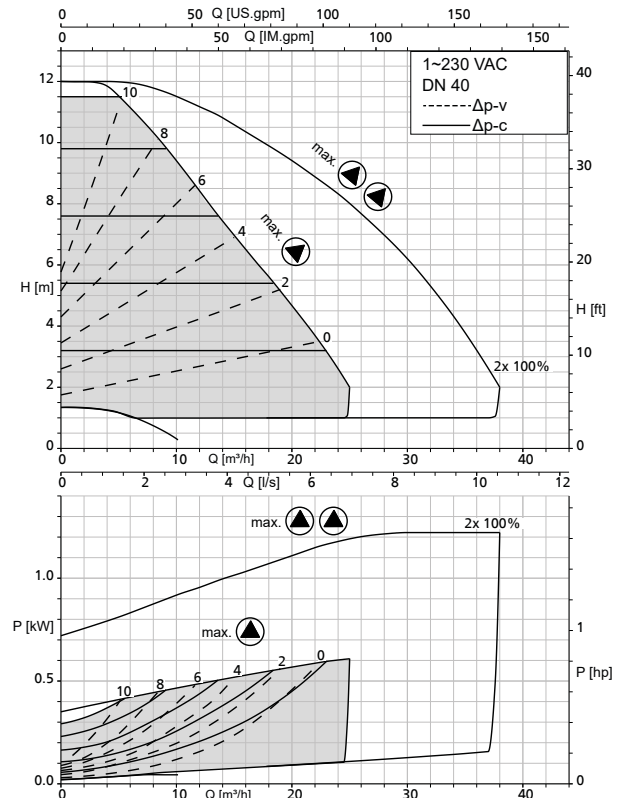 0 50 100 150
Q [US.gpm]
0 50 100 150
Q [IM.gpm]
1~230 VAC
DN 40
Δp-v
Δp-c
12
10
8
6
H [m]
4
2
0
40
30
20
H [ft]
10
0
10
8
6
4
2
0
max.
max.
2x 100%
0 10 20 30 40
Q [m³/h]
0 2 4 6 8 10 12
Q [l/s]
max.
2x 100%
max.
1.0
P [kW]
0.5
0.0
1
P [hp]
0
10 8 6 4 2 0
0 10 20 30 40
Q [m³/h]